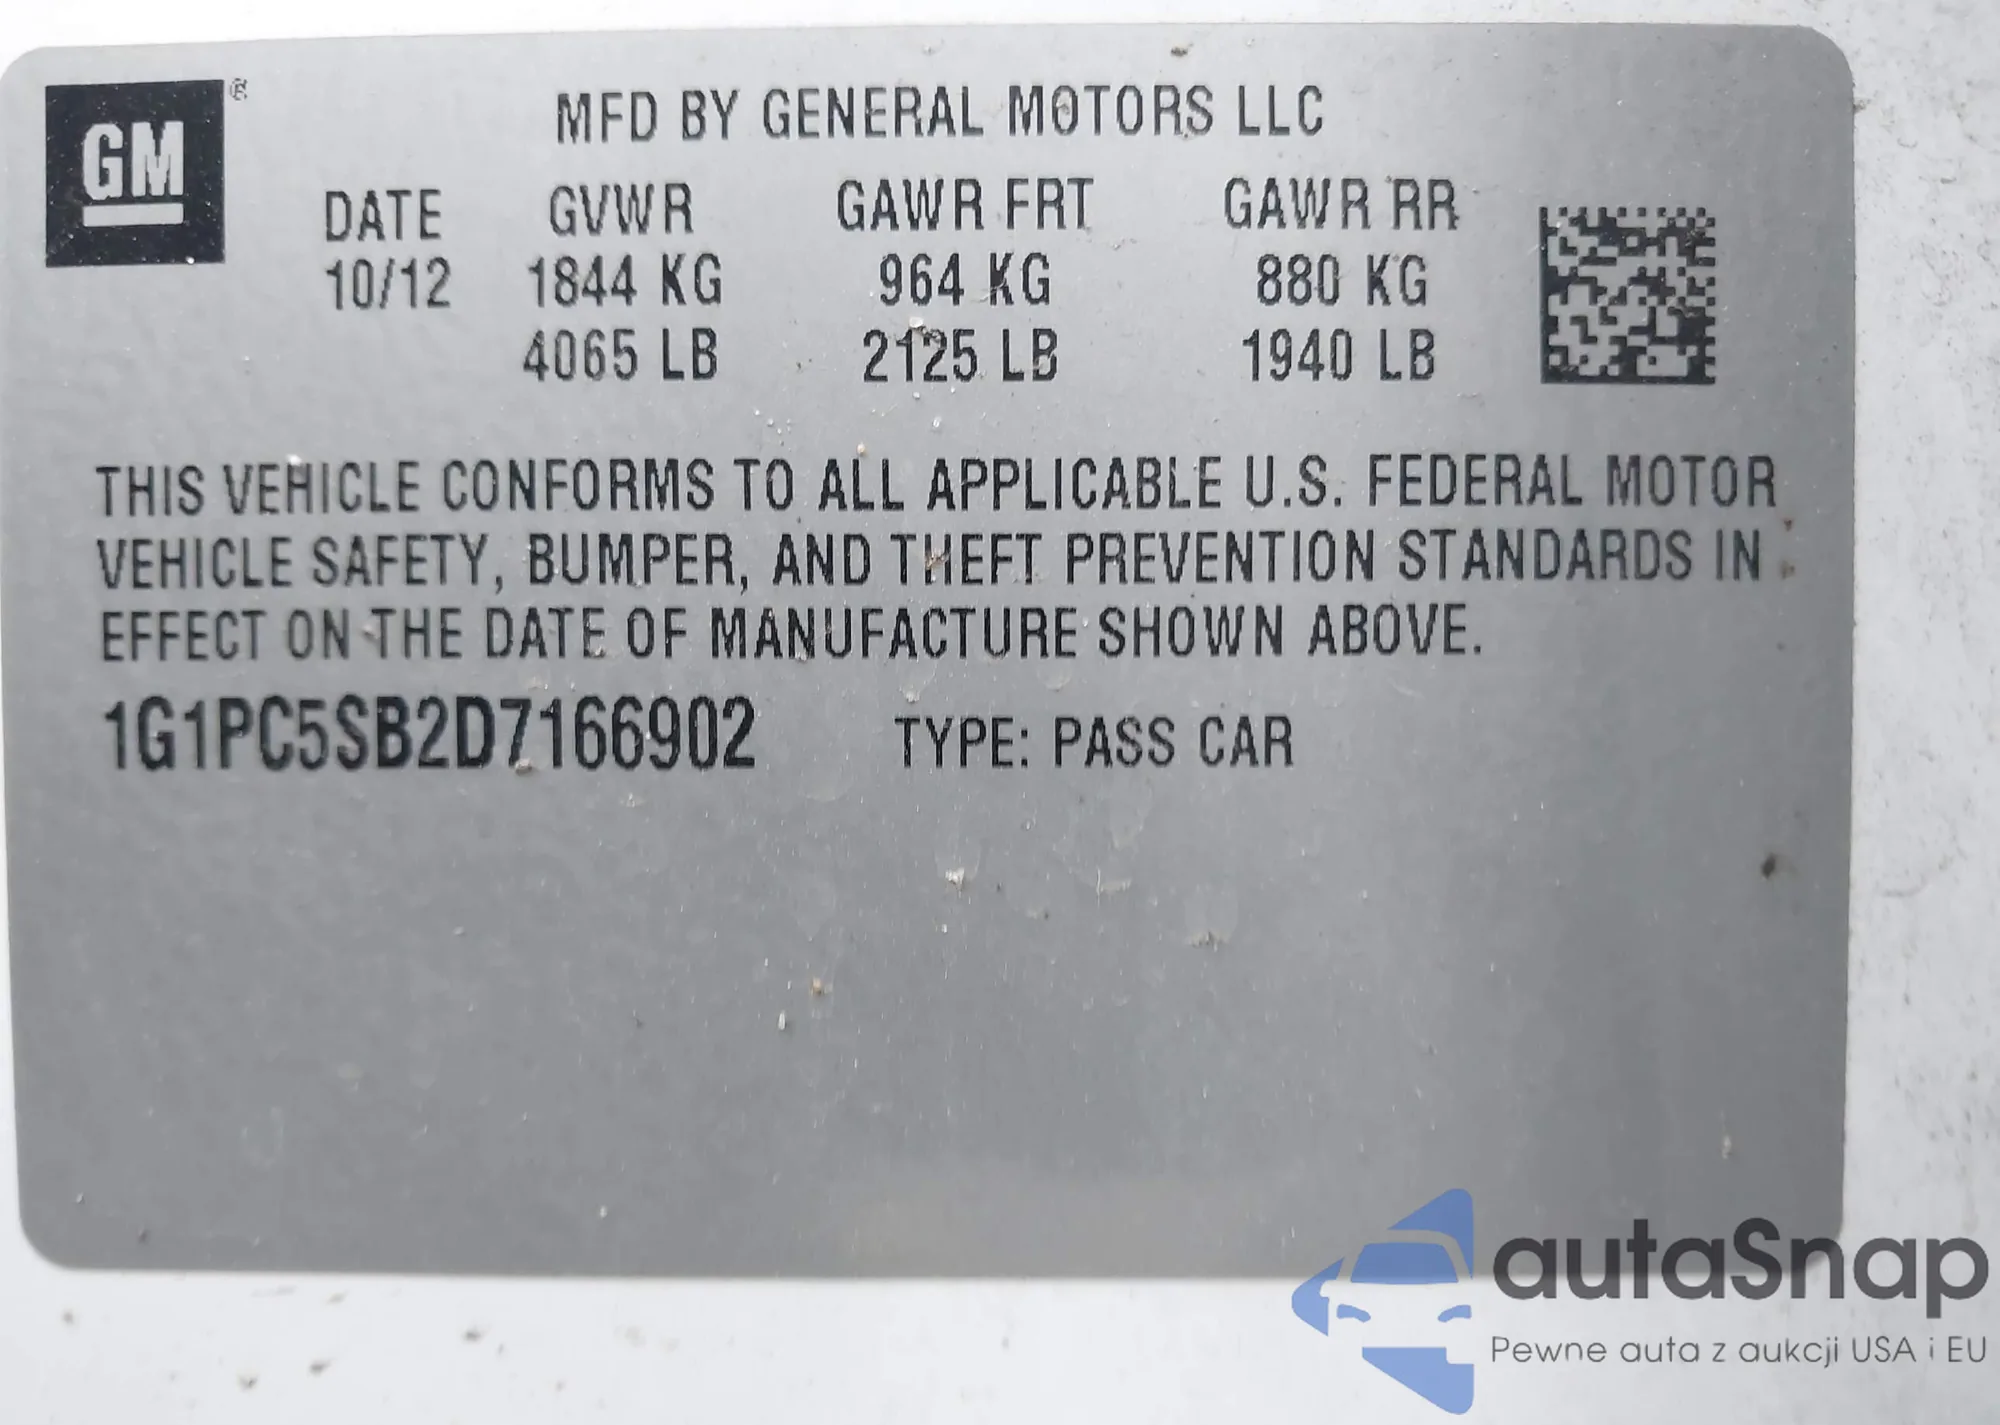 GM ®
MFD BY GENERAL MOTORS LLC
DATE GVWR GAWR FRT GAWR RR
10/12 1844 KG 964 KG 880 KG
4065 LB 2125 LB 1940 LB
THIS VEHICLE CONFORMS TO ALL APPLICABLE U.S. FEDERAL MOTOR
VEHICLE SAFETY, BUMPER, AND THEFT PREVENTION STANDARDS IN
EFFECT ON THE DATE OF MANUFACTURE SHOWN ABOVE.
1G1PC5SB2D7166902 TYPE: PASS CAR
autaSnap
Pewne auta z aukcji USA i EU